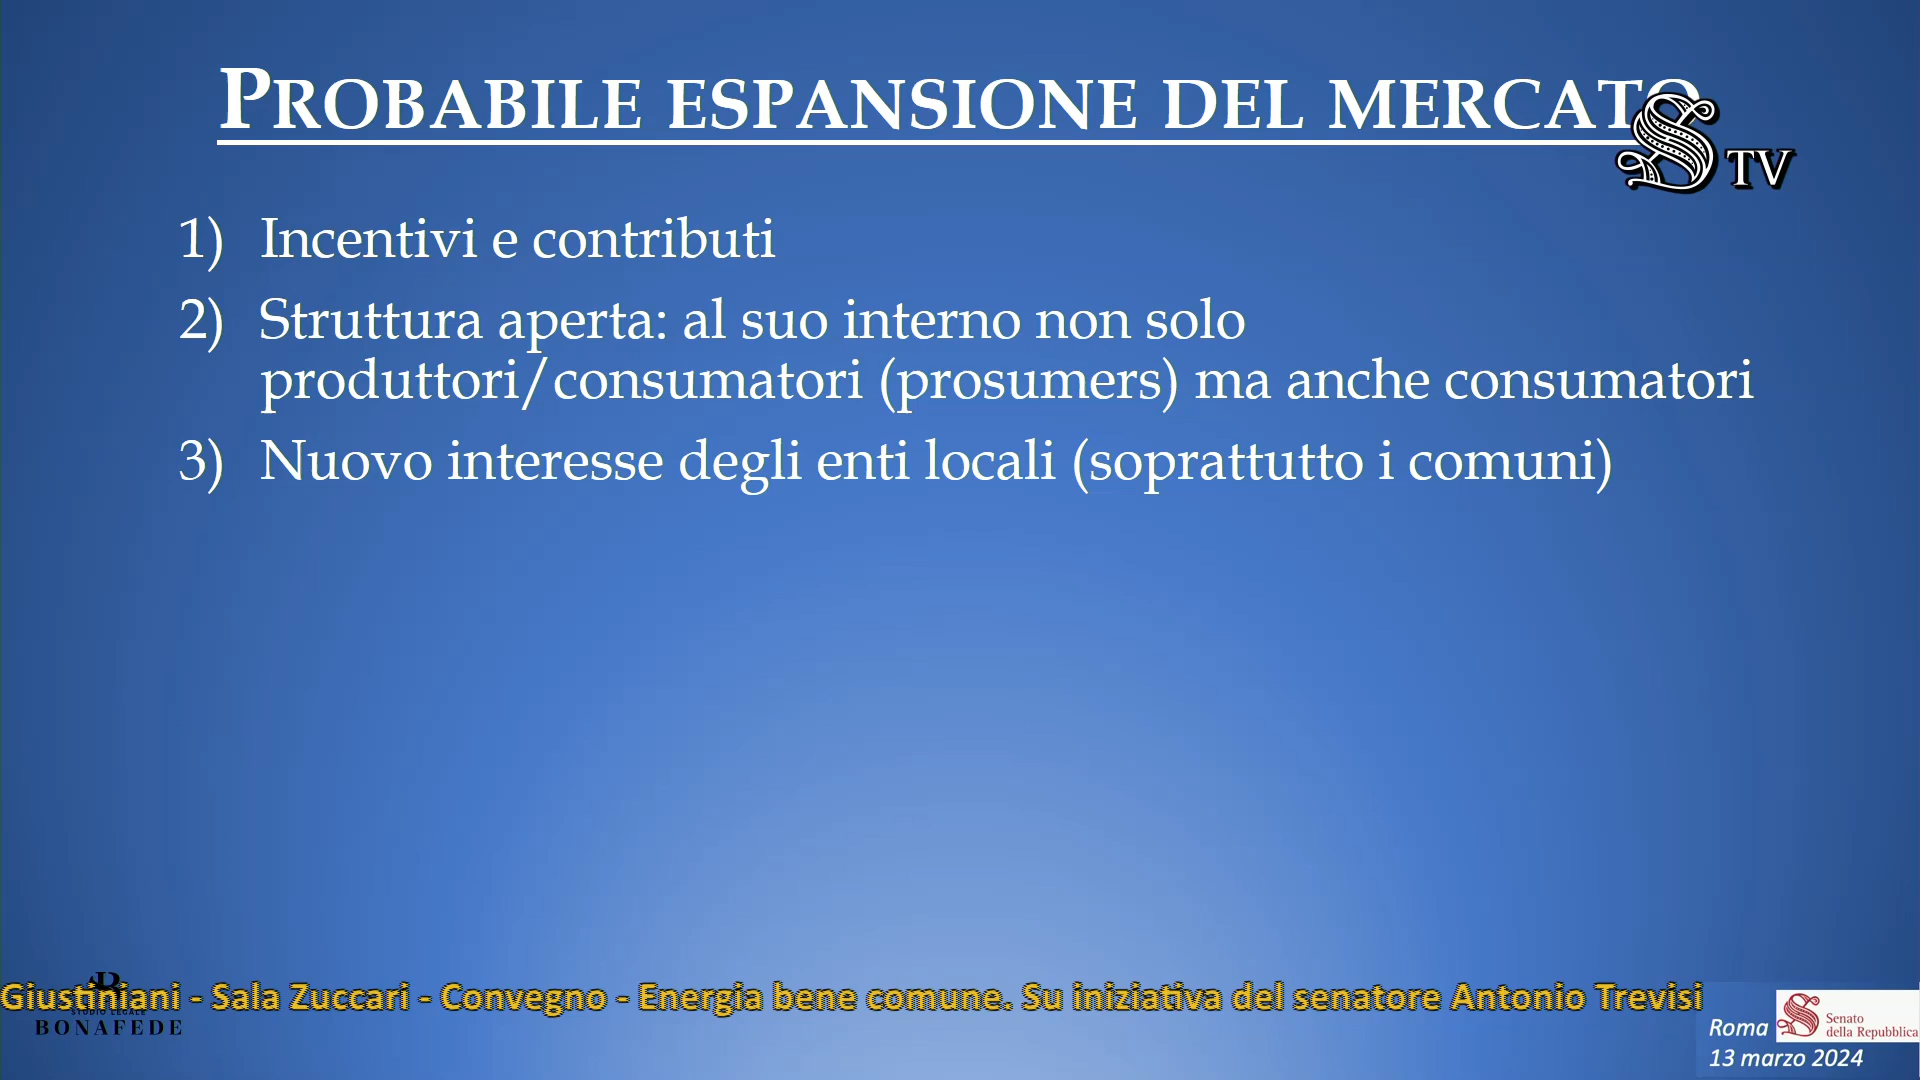 PROBABILE ESPANSIONE DEL MERCATO
TV
1) Incentivi e contributi
2) Struttura aperta: al suo interno non solo
produttori/consumatori (prosumers) ma anche consumatori
3) Nuovo interesse degli enti locali (soprattutto i comuni)
Giustiniani - Sala Zuccari - Convegno - Energia bene comune. Su iniziativa del senatore Antonio Trevisi
STUDIO LEGALE
BONAFEDE
Roma
13 marzo 2024
Senato
della Repubblica